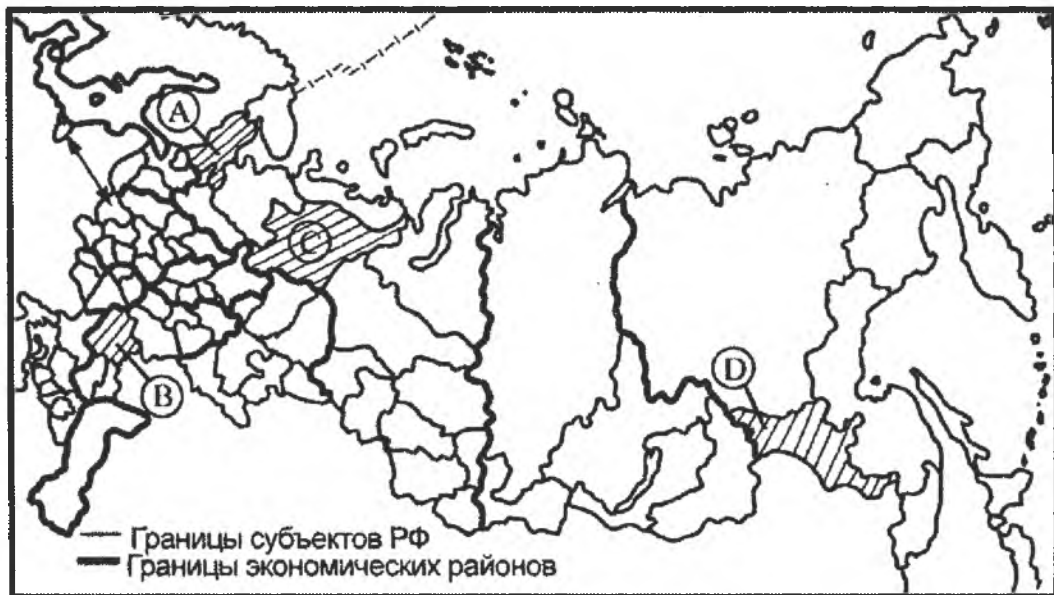 A
C
D
B
Границы субъектов РФ
Границы экономических районов